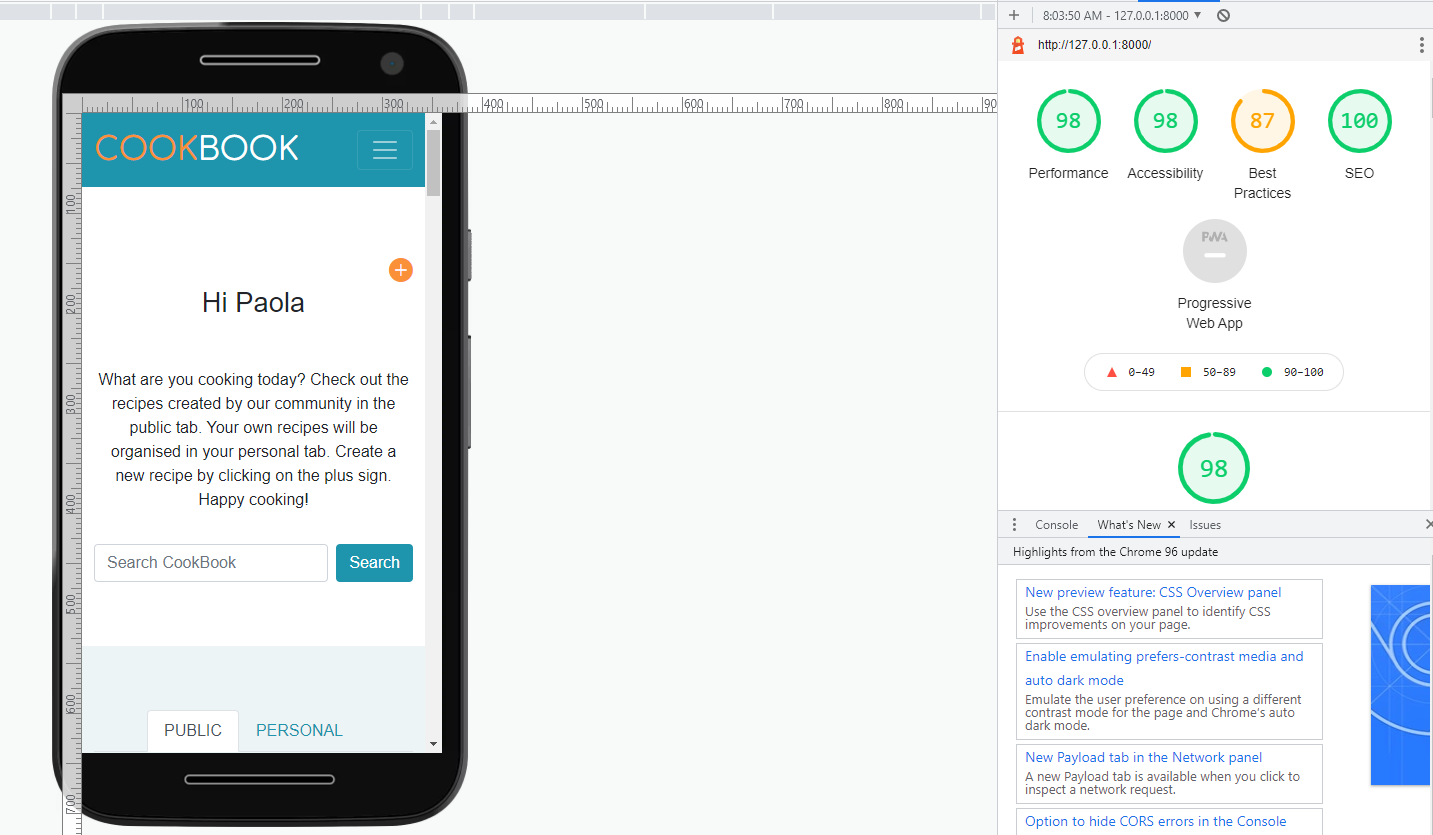 100 200 300 400 500 600 700 800 90
COOKBOOK
100
200
300
400
500
600
700
Hi Paola
What are you cooking today? Check out the
recipes created by our community in the
public tab. Your own recipes will be
organised in your personal tab. Create a
new recipe by clicking on the plus sign.
Happy cooking!
Search CookBook
Search
PUBLIC PERSONAL
8:03:50 AM - 127.0.0.1:8000
http://127.0.0.1:8000/
98 98 87 100
Performance Accessibility Best SEO
Practices
PWA
Progressive
Web App
0–49 50–89 90–100
98
Console What's New Issues
Highlights from the Chrome 96 update
New preview feature: CSS Overview panel
Use the CSS overview panel to identify CSS
improvements on your page.
Enable emulating prefers-contrast media and
auto dark mode
Emulate the user preference on using a different
contrast mode for the page and Chrome's auto
dark mode.
New Payload tab in the Network panel
A new Payload tab is available when you click to
inspect a network request.
Option to hide CORS errors in the Console